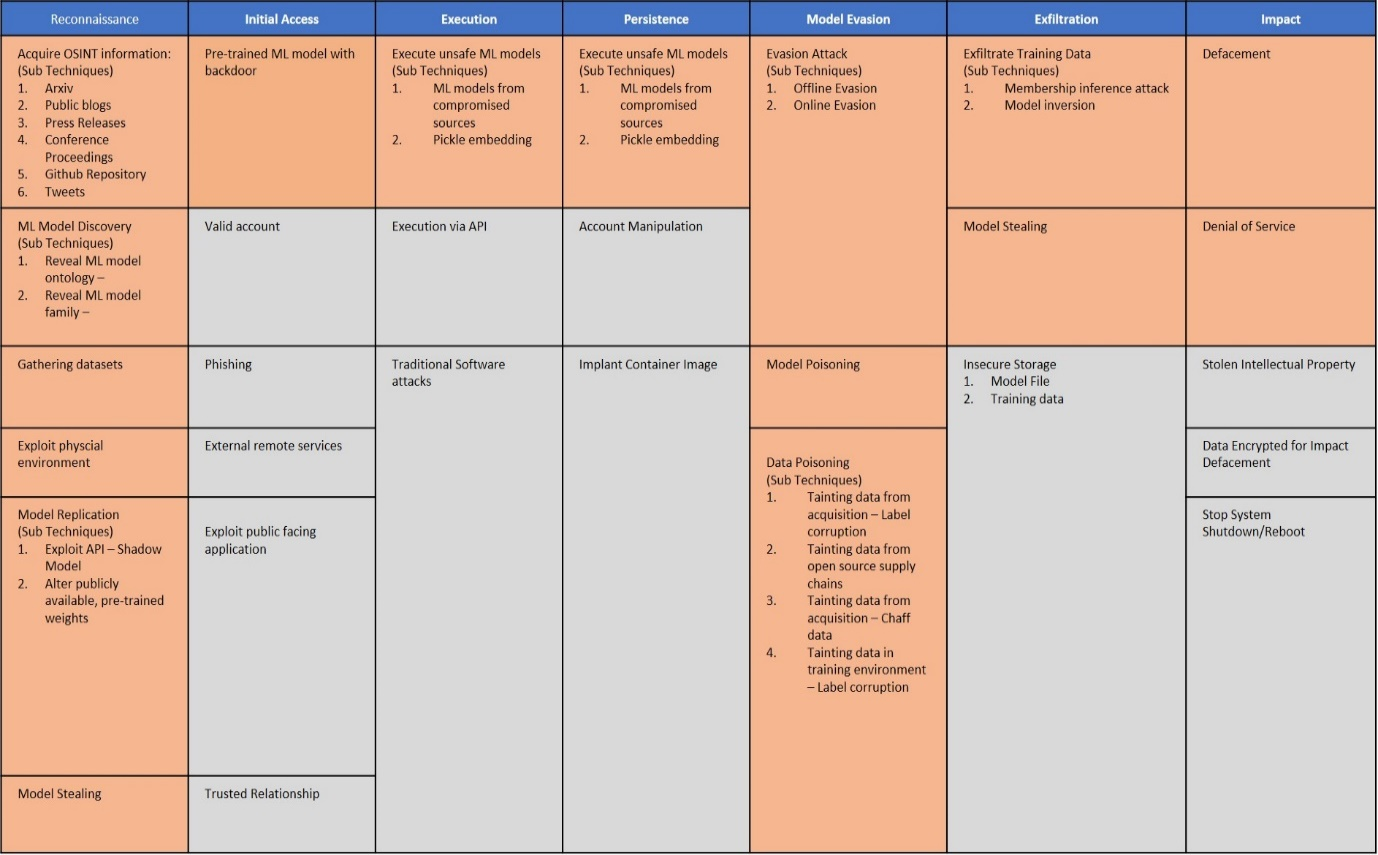 Reconnaissance
Initial Access
Execution
Persistence
Model Evasion
Exfiltration
Impact
Acquire OSINT information:
(Sub Techniques)
1. Arxiv
2. Public blogs
3. Press Releases
4. Conference
Proceedings
5. Github Repository
6. Tweets
Pre-trained ML model with
backdoor
Execute unsafe ML models
(Sub Techniques)
1. ML models from
compromised
sources
2. Pickle embedding
Execute unsafe ML models
(Sub Techniques)
1. ML models from
compromised
sources
2. Pickle embedding
Evasion Attack
(Sub Techniques)
1. Offline Evasion
2. Online Evasion
Exfiltrate Training Data
(Sub Techniques)
1. Membership inference attack
2. Model inversion
Defacement
ML Model Discovery
(Sub Techniques)
1. Reveal ML model
ontology –
2. Reveal ML model
family –
Valid account
Execution via API
Account Manipulation
Model Stealing
Denial of Service
Gathering datasets
Phishing
Traditional Software
attacks
Implant Container Image
Model Poisoning
Insecure Storage
1. Model File
2. Training data
Stolen Intellectual Property
Exploit physcial
environment
External remote services
Data Poisoning
(Sub Techniques)
1. Tainting data from
acquisition – Label
corruption
2. Tainting data from
open source supply
chains
3. Tainting data from
acquisition – Chaff
data
4. Tainting data in
training environment
– Label corruption
Data Encrypted for Impact
Defacement
Model Replication
(Sub Techniques)
1. Exploit API – Shadow
Model
2. Alter publicly
available, pre-trained
weights
Exploit public facing
application
Stop System
Shutdown/Reboot
Model Stealing
Trusted Relationship